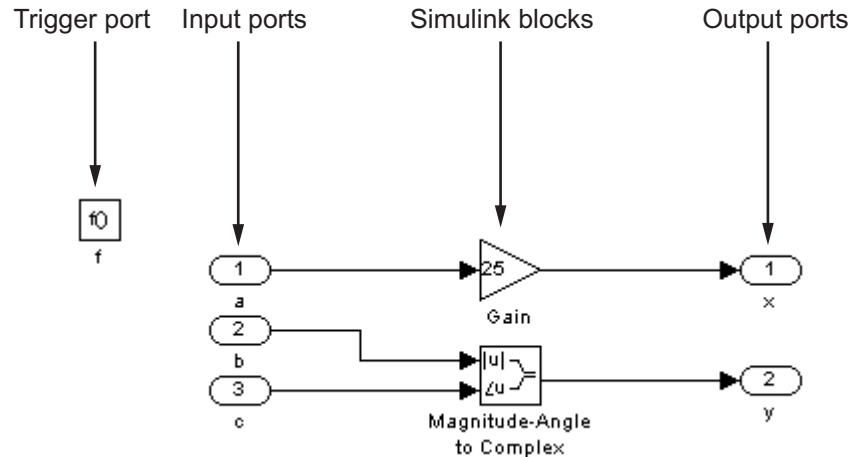 Trigger port Input ports Simulink blocks Output ports
f()
f
1 25 1
a Gain x
2
b |u|
3 ∠u 2
c Magnitude-Angle y
to Complex